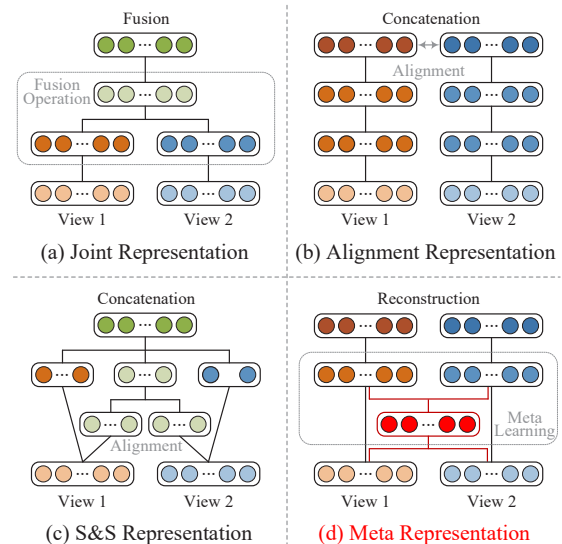 Fusion
Fusion
Operation
View 1
View 2
(a) Joint Representation
Concatenation
Alignment
View 1
View 2
(b) Alignment Representation
Concatenation
Alignment
View 1
View 2
(c) S&S Representation
Reconstruction
Meta
Learning
View 1
View 2
(d) Meta Representation